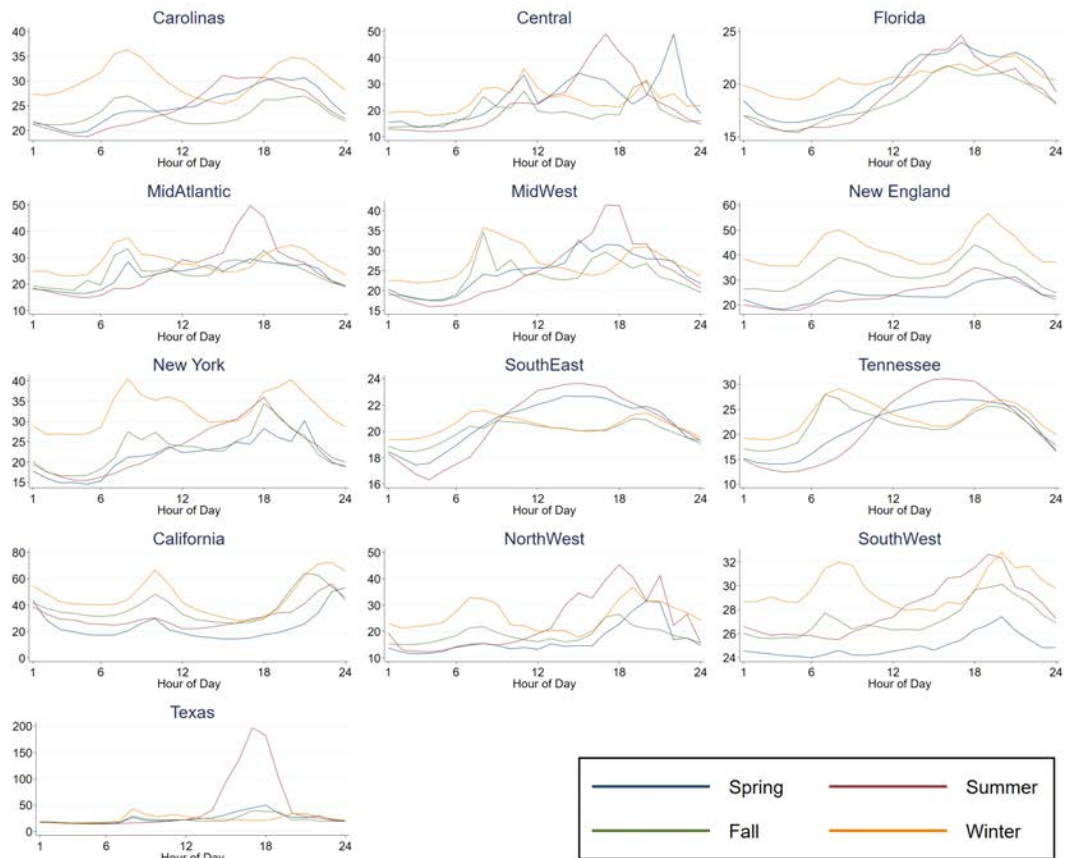 Carolinas
40
35
30
25
20
1 6 12 18 24
Hour of Day
Central
50
40
30
20
10
1 6 12 18 24
Hour of Day
Florida
25
20
15
1 6 12 18 24
Hour of Day
MidAtlantic
50
40
30
20
10
1 6 12 18 24
Hour of Day
MidWest
40
35
30
25
20
15
1 6 12 18 24
Hour of Day
New England
60
50
40
30
20
1 6 12 18 24
Hour of Day
New York
40
35
30
25
20
15
1 6 12 18 24
Hour of Day
SouthEast
24
22
20
18
16
1 6 12 18 24
Hour of Day
Tennessee
30
25
20
15
10
1 6 12 18 24
Hour of Day
California
80
60
40
20
0
1 6 12 18 24
Hour of Day
NorthWest
50
40
30
20
10
1 6 12 18 24
Hour of Day
SouthWest
32
30
28
26
24
1 6 12 18 24
Hour of Day
Texas
200
150
100
50
0
1 6 12 18 24
Hour of Day
Spring Summer
Fall Winter